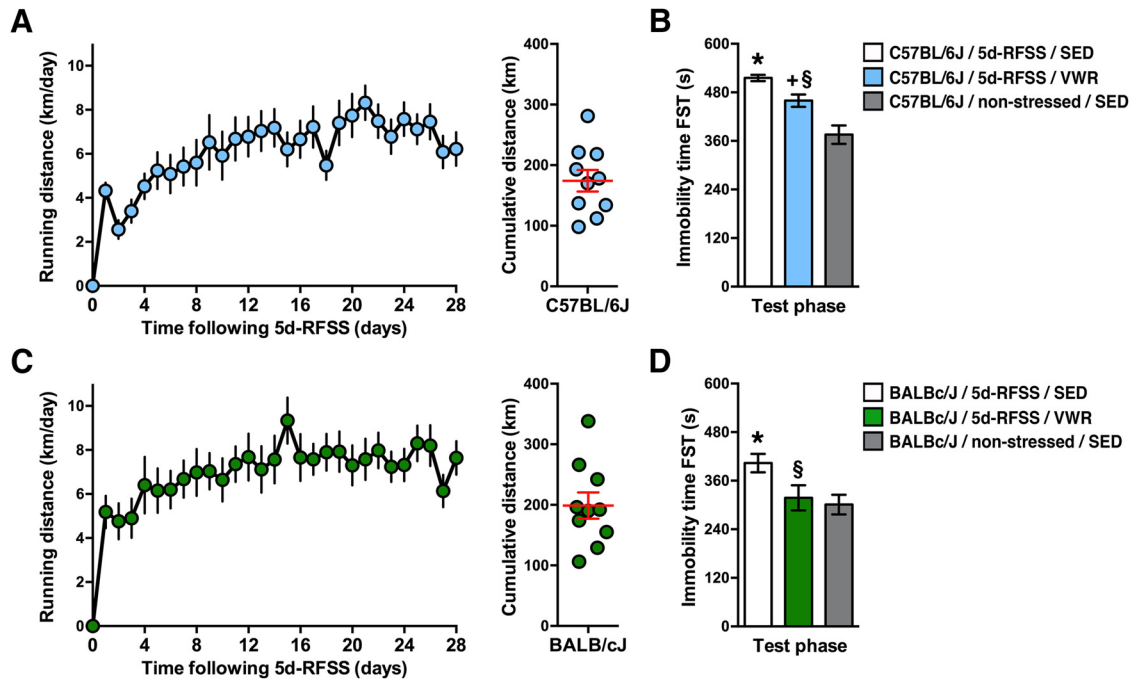 A
Running distance (km/day)
10
8
6
4
2
0
0 4 8 12 16 20 24 28
Time following 5d-RFSS (days)
Cumulative distance (km)
400
300
200
100
0
C57BL/6J
B
Immobility time FST (s)
600
480
360
240
120
0
* + §
Test phase
C57BL/6J / 5d-RFSS / SED
C57BL/6J / 5d-RFSS / VWR
C57BL/6J / non-stressed / SED
C
Running distance (km/day)
10
8
6
4
2
0
0 4 8 12 16 20 24 28
Time following 5d-RFSS (days)
Cumulative distance (km)
400
300
200
100
0
BALB/cJ
D
Immobility time FST (s)
600
480
360
240
120
0
* §
Test phase
BALBc/J / 5d-RFSS / SED
BALBc/J / 5d-RFSS / VWR
BALBc/J / non-stressed / SED